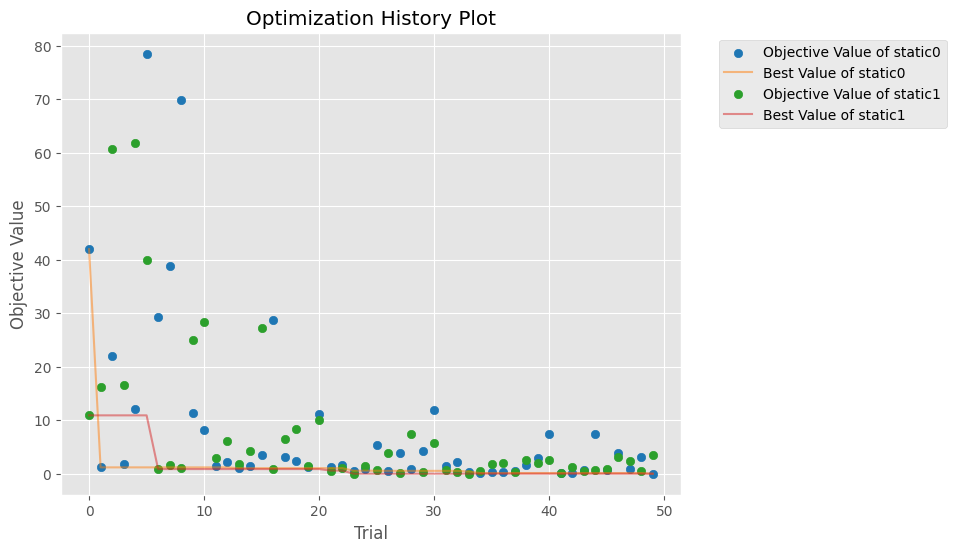 Optimization History Plot
Objective Value of static0
Best Value of static0
Objective Value of static1
Best Value of static1
80
70
60
50
40
30
20
10
0
Objective Value
0 10 20 30 40 50
Trial